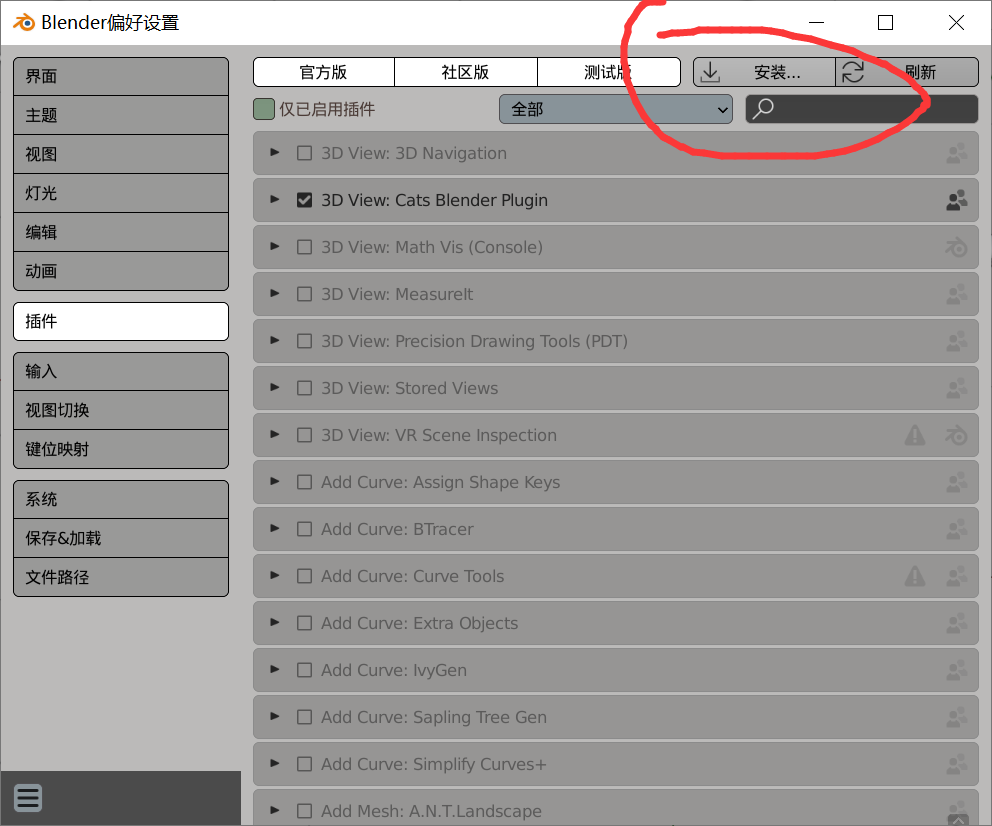 Blender偏好设置
界面
主题
视图
灯光
编辑
动画
插件
输入
视图切换
键位映射
系统
保存&加载
文件路径
官方版 社区版 测试版 安装... 刷新
仅已启用插件 全部
3D View: 3D Navigation
3D View: Cats Blender Plugin
3D View: Math Vis (Console)
3D View: MeasureIt
3D View: Precision Drawing Tools (PDT)
3D View: Stored Views
3D View: VR Scene Inspection
Add Curve: Assign Shape Keys
Add Curve: BTracer
Add Curve: Curve Tools
Add Curve: Extra Objects
Add Curve: IvyGen
Add Curve: Sapling Tree Gen
Add Curve: Simplify Curves+
Add Mesh: A.N.T.Landscape